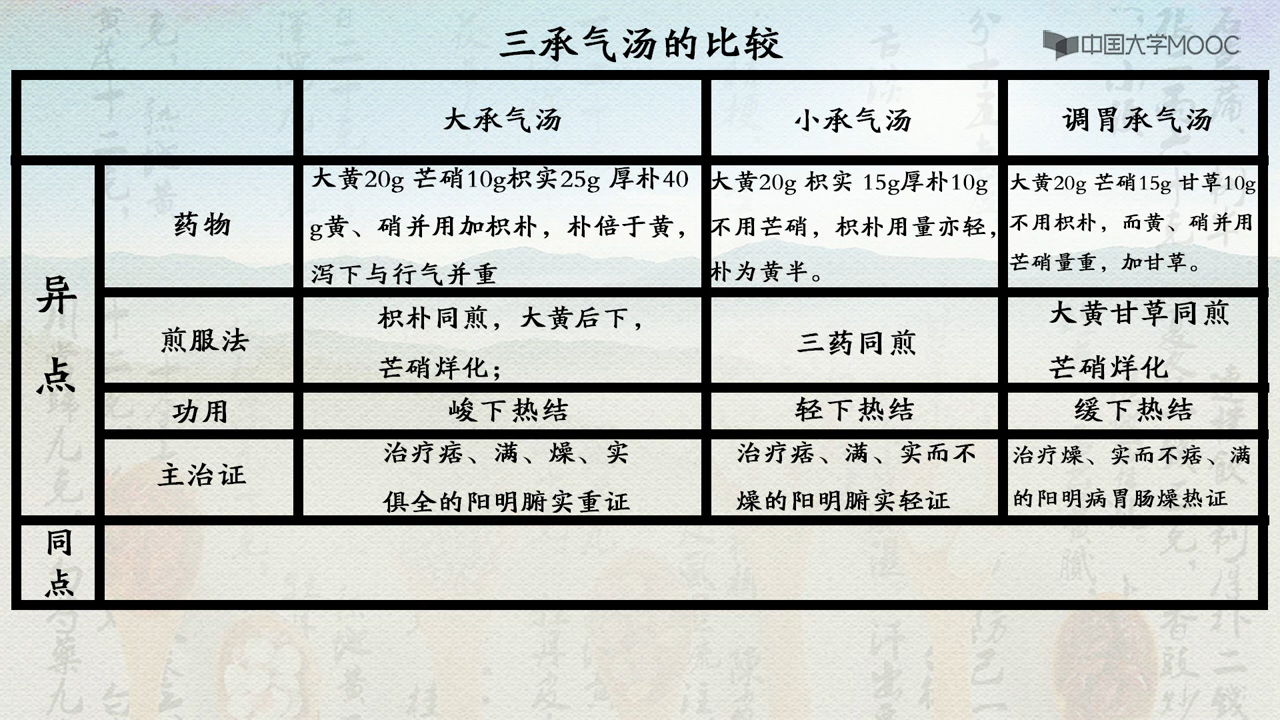 三承气汤的比较
中国大学MOOC
大承气汤
小承气汤
调胃承气汤
异点
药物
大黄20g 芒硝10g枳实25g 厚朴40
g黄、硝并用加枳朴，朴倍于黄，
泻下与行气并重
大黄20g 枳实 15g厚朴10g
不用芒硝，枳朴用量亦轻，
朴为黄半。
大黄20g 芒硝15g 甘草10g
不用枳朴，而黄、硝并用
芒硝量重，加甘草。
煎服法
枳朴同煎，大黄后下，
芒硝烊化；
三药同煎
大黄甘草同煎
芒硝烊化
功用
峻下热结
轻下热结
缓下热结
主治证
治疗痞、满、燥、实
俱全的阳明腑实重证
治疗痞、满、实而不
燥的阳明腑实轻证
治疗燥、实而不痞、满
的阳明病胃肠燥热证
同点